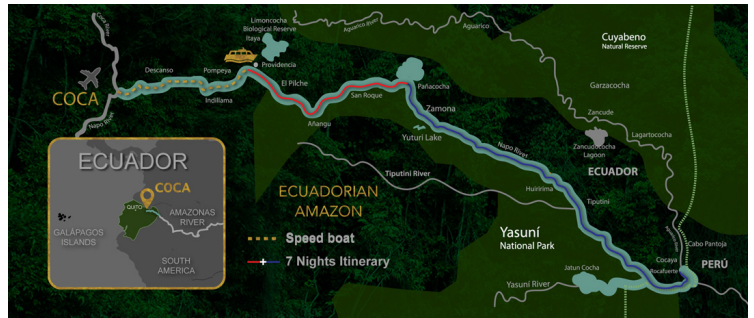 Coca River
Limoncocha
Biological Reserve
Itaya
Providencia
Aguarico River
Aguarico
Cuyabeno
Natural Reserve
Descanso
Pompeya
COCA
Indillama
El Pilche
Añangu
San Roque
Pañacocha
Garzacocha
Zamona
Napo River
Yuturi Lake
Napo River
Zancude
Lagartococha
Zancudococha
Lagoon
ECUADOR
Tiputini River
Huiririma
Tiputini
ECUADOR
COCA
QUITO
AMAZONAS
RIVER
GALÁPAGOS
ISLANDS
SOUTH
AMERICA
ECUADORIAN
AMAZON
Speed boat
7 Nights Itinerary
Yasuní
National Park
Cabo Pantoja
Cocaya
Rocafuerte
PERÚ
Jatun Cocha
Yasuní River